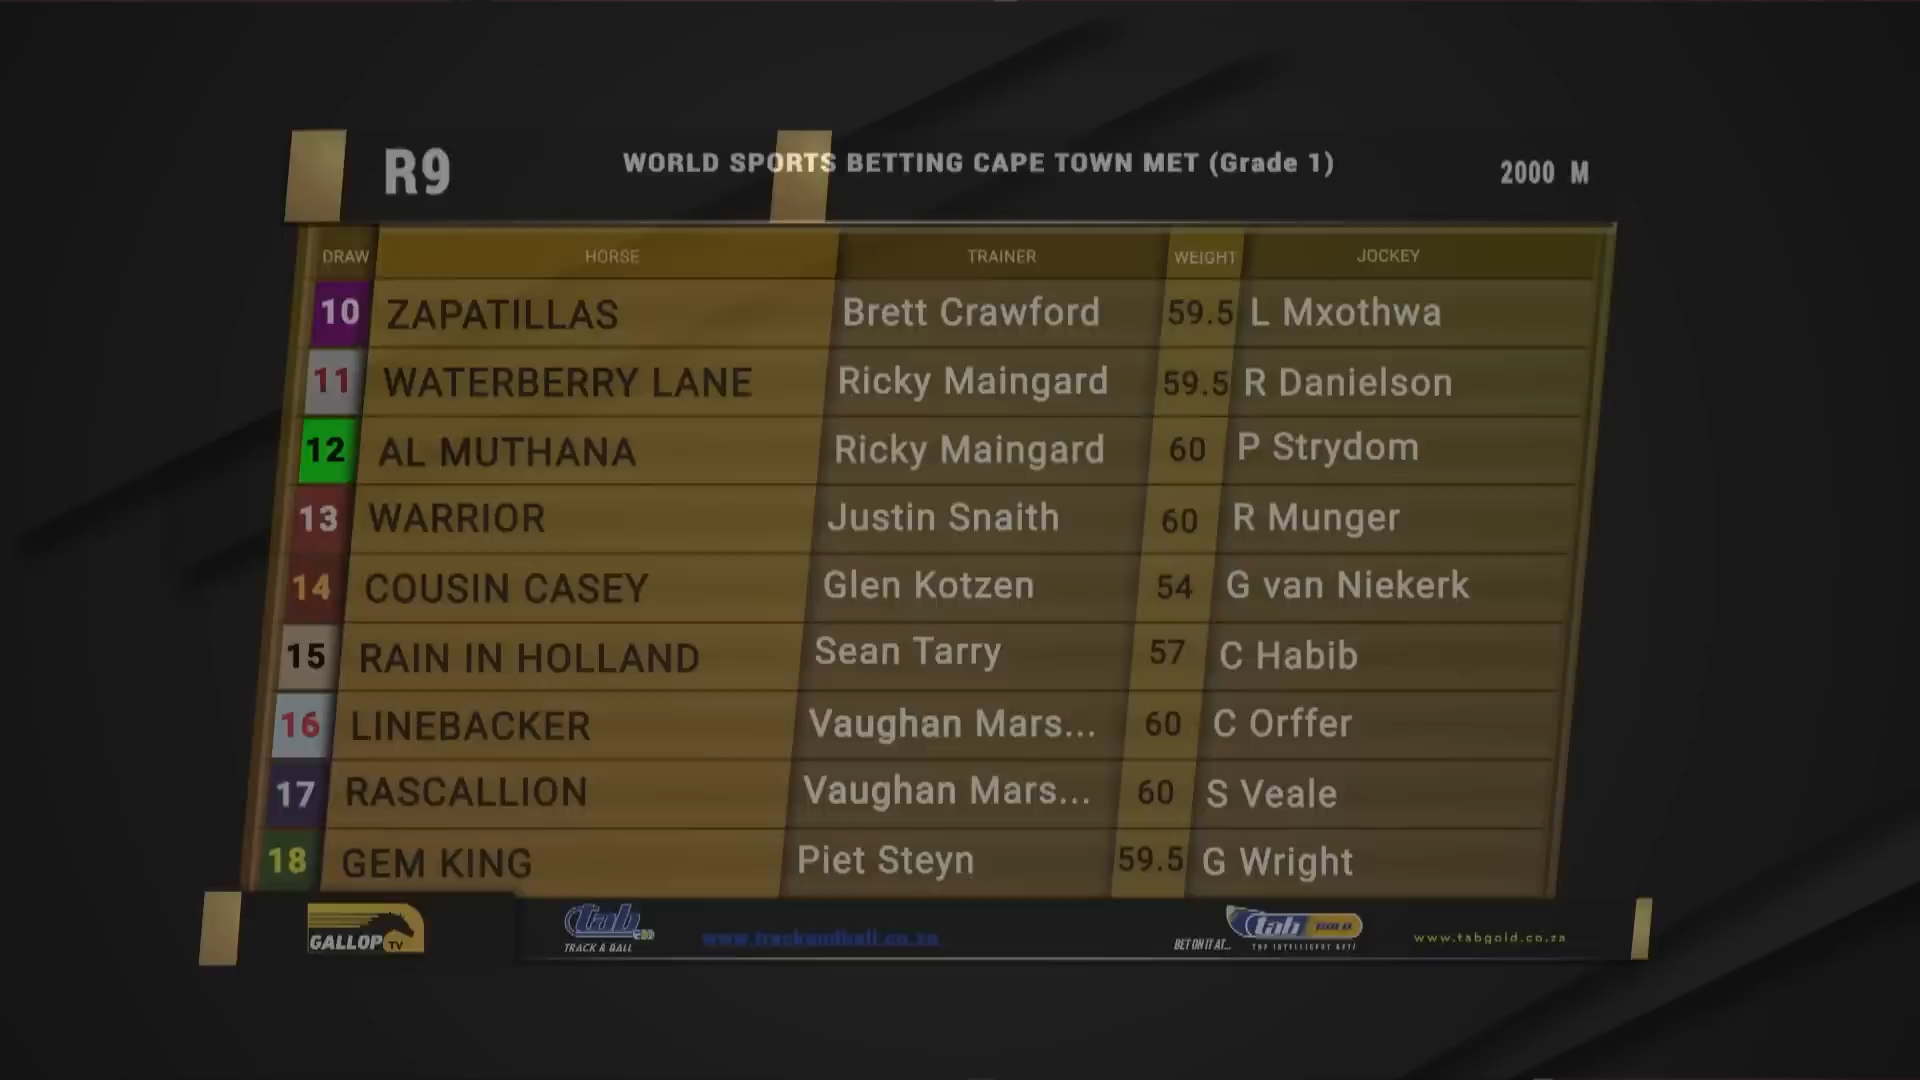 R9 WORLD SPORTS BETTING CAPE TOWN MET (Grade 1) 2000 M
DRAW HORSE TRAINER WEIGHT JOCKEY
10 ZAPATILLAS Brett Crawford 59.5 L Mxothwa
11 WATERBERRY LANE Ricky Maingard 59.5 R Danielson
12 AL MUTHANA Ricky Maingard 60 P Strydom
13 WARRIOR Justin Snaith 60 R Munger
14 COUSIN CASEY Glen Kotzen 54 G van Niekerk
15 RAIN IN HOLLAND Sean Tarry 57 C Habib
16 LINEBACKER Vaughan Mars... 60 C Orffer
17 RASCALLION Vaughan Mars... 60 S Veale
18 GEM KING Piet Steyn 59.5 G Wright
GALLOP TV
tab
TRACK & BALL
www.trackandball.co.za
BET ON IT AT...
tab GOLD
www.tabgold.co.za